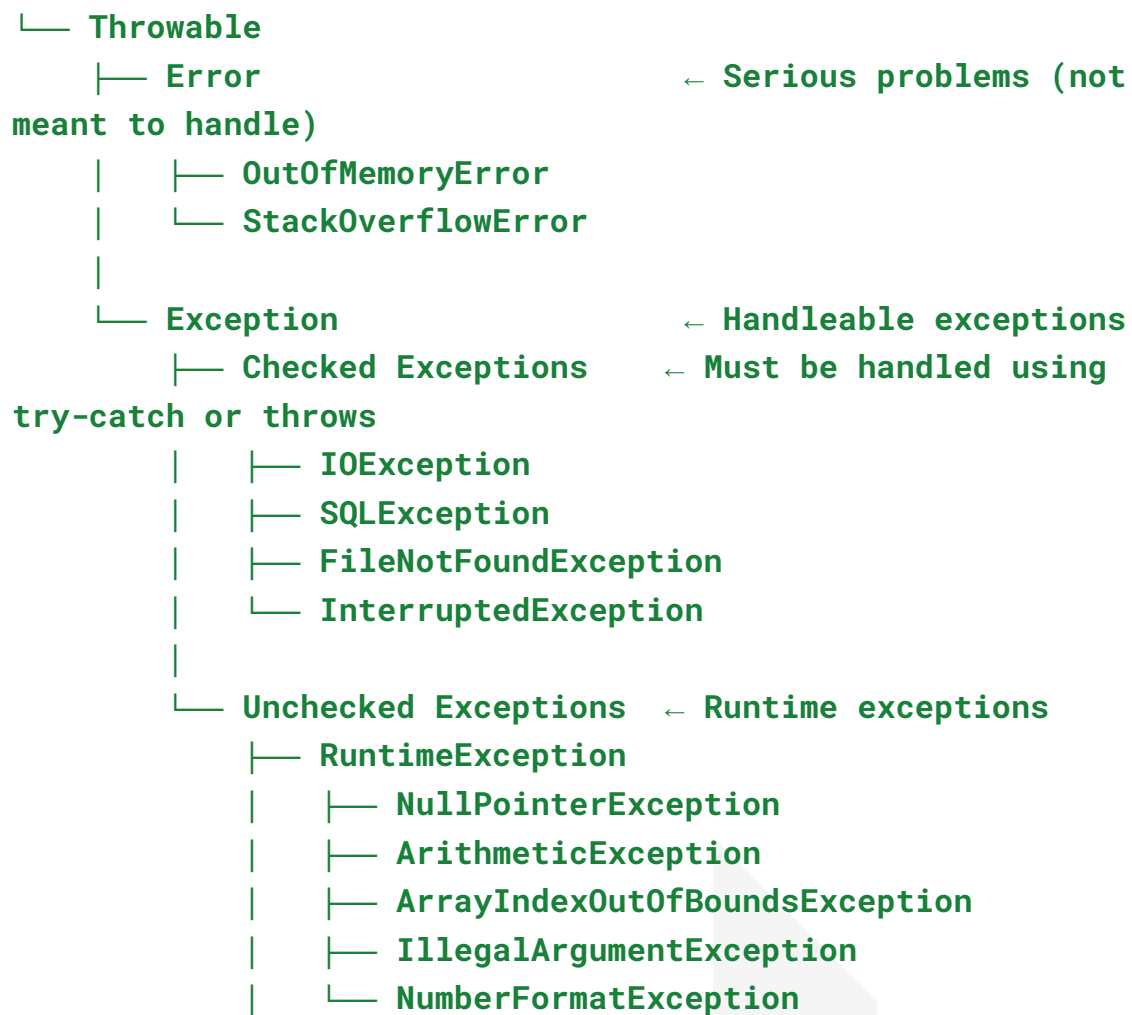 └── Throwable
    ├── Error                      ← Serious problems (not
meant to handle)
    │   ├── OutOfMemoryError
    │   └── StackOverflowError
    │
    └── Exception                  ← Handleable exceptions
        ├── Checked Exceptions    ← Must be handled using
try-catch or throws
        │   ├── IOException
        │   ├── SQLException
        │   ├── FileNotFoundException
        │   └── InterruptedException
        │
        └── Unchecked Exceptions  ← Runtime exceptions
            ├── RuntimeException
            │   ├── NullPointerException
            │   ├── ArithmeticException
            │   ├── ArrayIndexOutOfBoundsException
            │   ├── IllegalArgumentException
            │   └── NumberFormatException